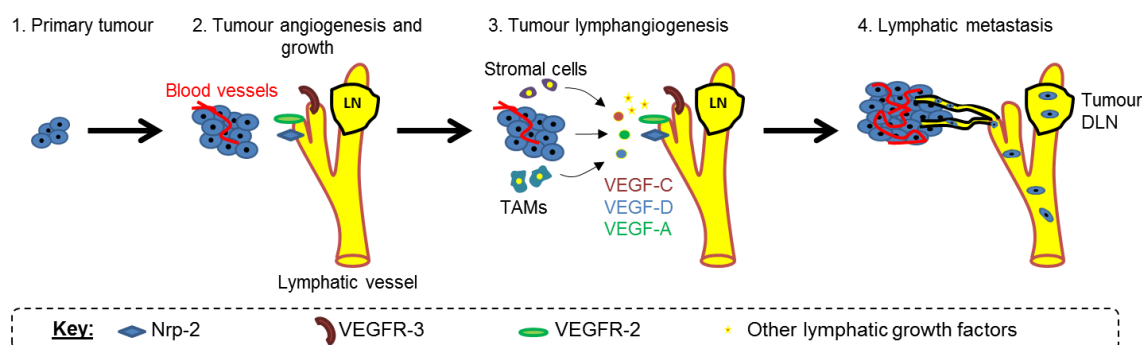 1. Primary tumour
2. Tumour angiogenesis and
growth
3. Tumour lymphangiogenesis
4. Lymphatic metastasis
Blood vessels
LN
Lymphatic vessel
Stromal cells
TAMs
VEGF-C
VEGF-D
VEGF-A
LN
Tumour
DLN
Key:
Nrp-2
VEGFR-3
VEGFR-2
Other lymphatic growth factors